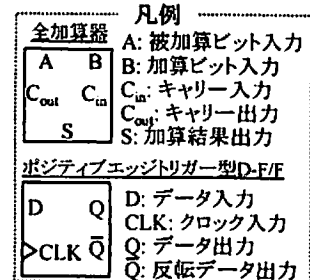 凡例
全加算器
A B
C_out C_in
S
A: 被加算ビット入力
B: 加算ビット入力
C_in: キャリー入力
C_out: キャリー出力
S: 加算結果出力
ポジティブエッジトリガー型D-F/F
D Q
>CLK Q̅
D: データ入力
CLK: クロック入力
Q: データ出力
Q̅: 反転データ出力